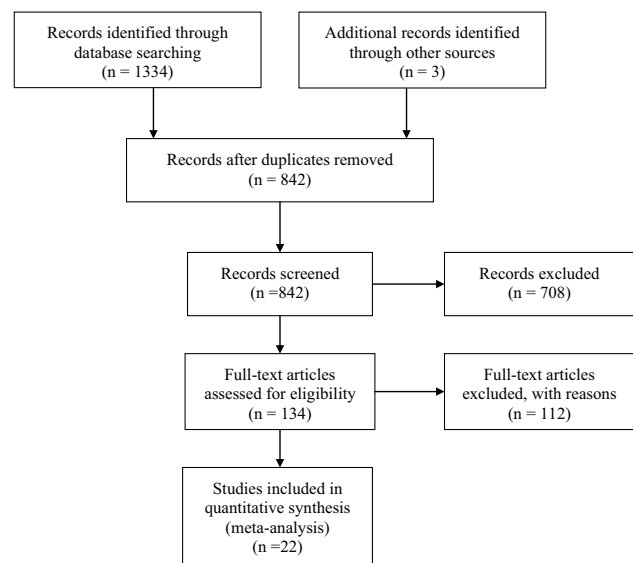 Records identified through
database searching
(n = 1334)
Additional records identified
through other sources
(n = 3)
Records after duplicates removed
(n = 842)
Records screened
(n =842)
Records excluded
(n = 708)
Full-text articles
assessed for eligibility
(n = 134)
Full-text articles
excluded, with reasons
(n = 112)
Studies included in
quantitative synthesis
(meta-analysis)
(n =22)